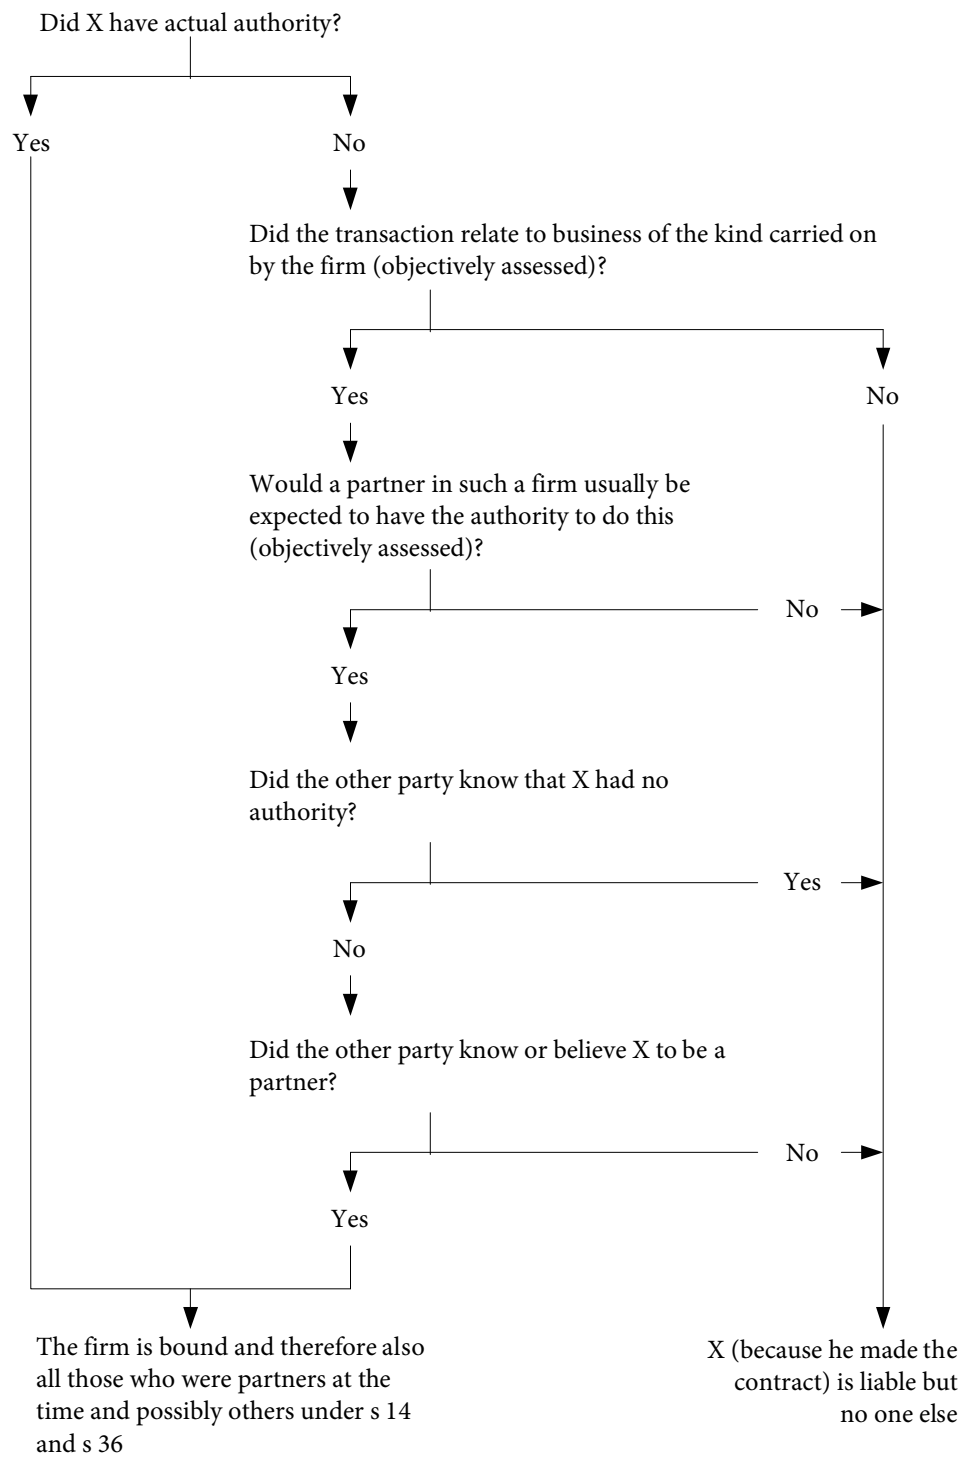 Did X have actual authority?
Yes
No
Did the transaction relate to business of the kind carried on
by the firm (objectively assessed)?
Yes
No
Would a partner in such a firm usually be
expected to have the authority to do this
(objectively assessed)?
No
Yes
Did the other party know that X had no
authority?
Yes
No
Did the other party know or believe X to be a
partner?
No
Yes
The firm is bound and therefore also
all those who were partners at the
time and possibly others under s 14
and s 36
X (because he made the
contract) is liable but
no one else